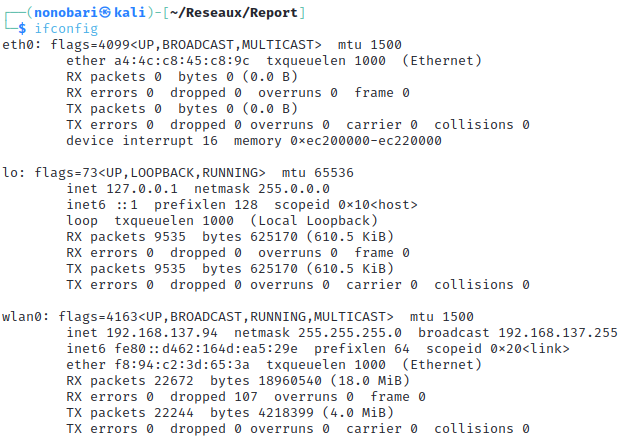 ┌──(nonobari㉿kali)-[~/Reseaux/Report]
└─$ ifconfig
eth0: flags=4099<UP,BROADCAST,MULTICAST>  mtu 1500
        ether a4:4c:c8:45:c8:9c  txqueuelen 1000  (Ethernet)
        RX packets 0  bytes 0 (0.0 B)
        RX errors 0  dropped 0  overruns 0  frame 0
        TX packets 0  bytes 0 (0.0 B)
        TX errors 0  dropped 0 overruns 0  carrier 0  collisions 0
        device interrupt 16  memory 0xec200000-ec220000

lo: flags=73<UP,LOOPBACK,RUNNING>  mtu 65536
        inet 127.0.0.1  netmask 255.0.0.0
        inet6 ::1  prefixlen 128  scopeid 0x10<host>
        loop  txqueuelen 1000  (Local Loopback)
        RX packets 9535  bytes 625170 (610.5 KiB)
        RX errors 0  dropped 0  overruns 0  frame 0
        TX packets 9535  bytes 625170 (610.5 KiB)
        TX errors 0  dropped 0 overruns 0  carrier 0  collisions 0

wlan0: flags=4163<UP,BROADCAST,RUNNING,MULTICAST>  mtu 1500
        inet 192.168.137.94  netmask 255.255.255.0  broadcast 192.168.137.255
        inet6 fe80::d462:164d:ea5:29e  prefixlen 64  scopeid 0x20<link>
        ether f8:94:c2:3d:65:3a  txqueuelen 1000  (Ethernet)
        RX packets 22672  bytes 18960540 (18.0 MiB)
        RX errors 0  dropped 107  overruns 0  frame 0
        TX packets 22244  bytes 4218399 (4.0 MiB)
        TX errors 0  dropped 0 overruns 0  carrier 0  collisions 0